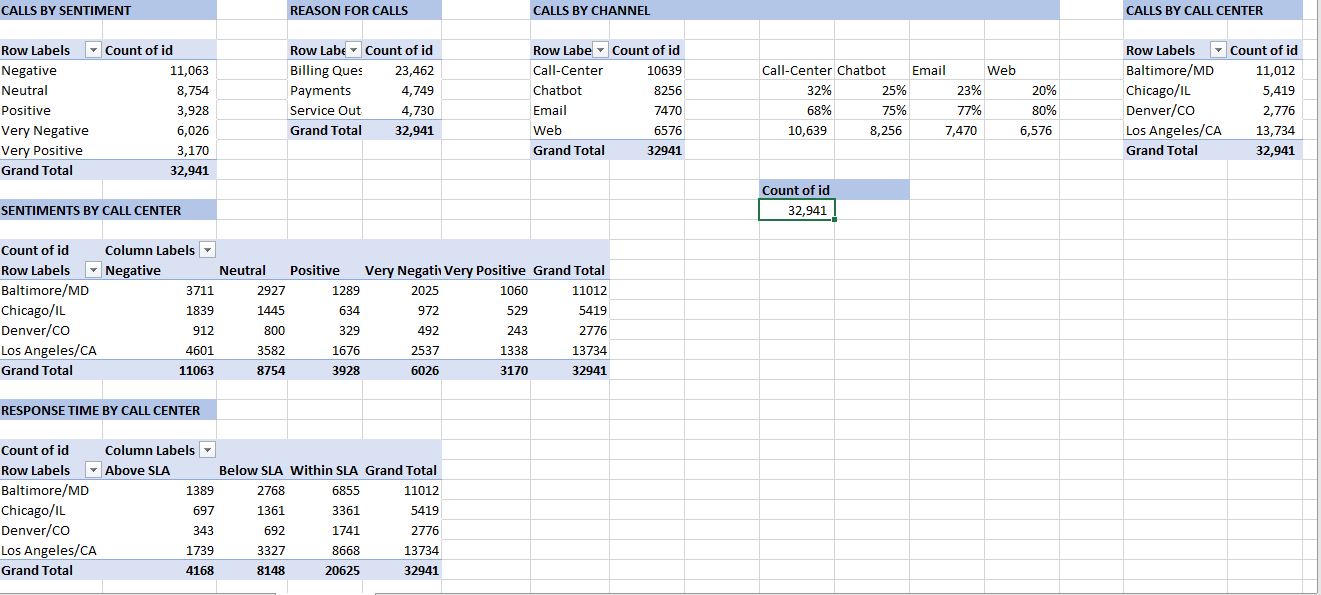 CALLS BY SENTIMENT REASON FOR CALLS CALLS BY CHANNEL CALLS BY CALL CENTER
Row Labels Count of id Row Labe Count of id Row Labe Count of id Row Labels Count of id
Negative 11,063 Billing Ques 23,462 Call-Center 10639 Call-Center Chatbot Email Web Baltimore/MD 11,012
Neutral 8,754 Payments 4,749 Chatbot 8256 32% 25% 23% 20% Chicago/IL 5,419
Positive 3,928 Service Out 4,730 Email 7470 68% 75% 77% 80% Denver/CO 2,776
Very Negative 6,026 Grand Total 32,941 Web 6576 10,639 8,256 7,470 6,576 Los Angeles/CA 13,734
Very Positive 3,170 Grand Total 32941 Grand Total 32,941
Grand Total 32,941
Count of id
SENTIMENTS BY CALL CENTER 32,941
Count of id Column Labels
Row Labels Negative Neutral Positive Very Negativ Very Positive Grand Total
Baltimore/MD 3711 2927 1289 2025 1060 11012
Chicago/IL 1839 1445 634 972 529 5419
Denver/CO 912 800 329 492 243 2776
Los Angeles/CA 4601 3582 1676 2537 1338 13734
Grand Total 11063 8754 3928 6026 3170 32941
RESPONSE TIME BY CALL CENTER
Count of id Column Labels
Row Labels Above SLA Below SLA Within SLA Grand Total
Baltimore/MD 1389 2768 6855 11012
Chicago/IL 697 1361 3361 5419
Denver/CO 343 692 1741 2776
Los Angeles/CA 1739 3327 8668 13734
Grand Total 4168 8148 20625 32941